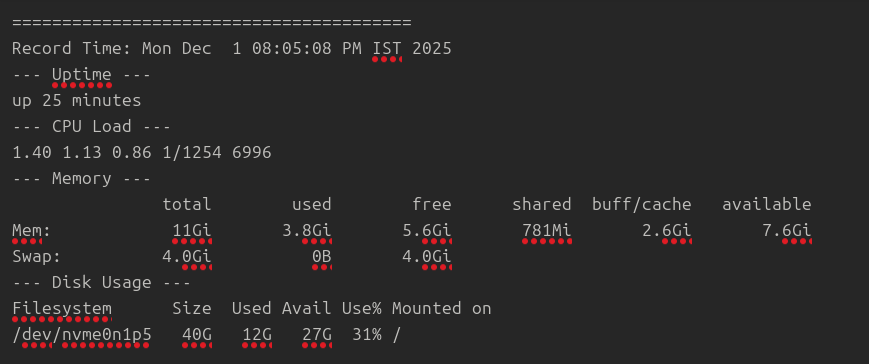 ========================================
Record Time: Mon Dec  1 08:05:08 PM IST 2025
--- Uptime ---
up 25 minutes
--- CPU Load ---
1.40 1.13 0.86 1/1254 6996
--- Memory ---
               total        used        free      shared  buff/cache   available
Mem:            11Gi       3.8Gi       5.6Gi       781Mi       2.6Gi       7.6Gi
Swap:          4.0Gi          0B       4.0Gi
--- Disk Usage ---
Filesystem      Size  Used Avail Use% Mounted on
/dev/nvme0n1p5   40G   12G   27G  31% /